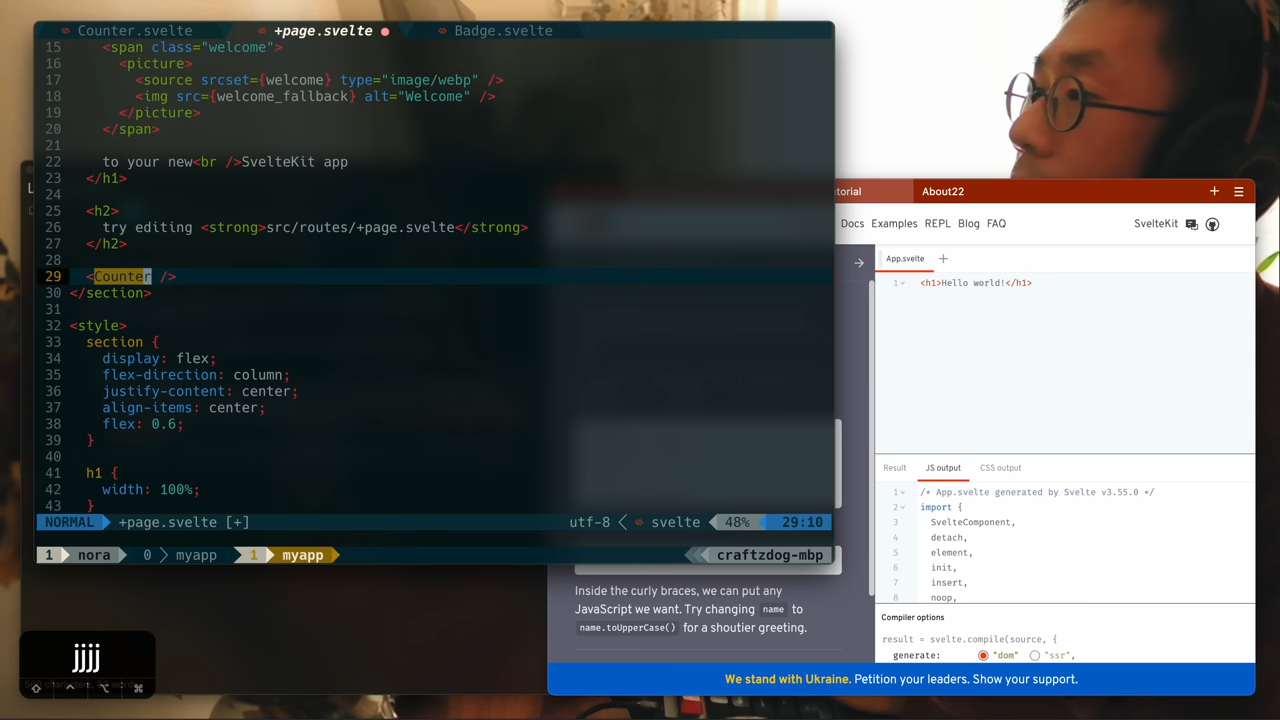 Counter.svelte
+page.svelte
Badge.svelte
15 <span class="welcome">
16 <picture>
17 <source srcset={welcome} type="image/webp" />
18 <img src={welcome_fallback} alt="Welcome" />
19 </picture>
20 </span>
21
22 to your new<br />SvelteKit app
23 </h1>
24
25 <h2>
26 try editing <strong>src/routes/+page.svelte</strong>
27 </h2>
28
29 <Counter />
30 </section>
31
32 <style>
33 section {
34 display: flex;
35 flex-direction: column;
36 justify-content: center;
37 align-items: center;
38 flex: 0.6;
39 }
40
41 h1 {
42 width: 100%;
43 }
NORMAL +page.svelte [+] utf-8 svelte 48% 29:10
1 nora 0 myapp 1 myapp craftzdog-mbp
jjjj
torial
About22
Docs Examples REPL Blog FAQ SvelteKit
App.svelte
1 <h1>Hello world!</h1>
Result JS output CSS output
1 /* App.svelte generated by Svelte v3.55.0 */
2 import {
3 SvelteComponent,
4 detach,
5 element,
6 init,
7 insert,
8 noop,
Compiler options
result = svelte.compile(source, {
generate: "dom" "ssr",
Inside the curly braces, we can put any
JavaScript we want. Try changing name to
name.toUpperCase() for a shoutier greeting.
We stand with Ukraine. Petition your leaders. Show your support.